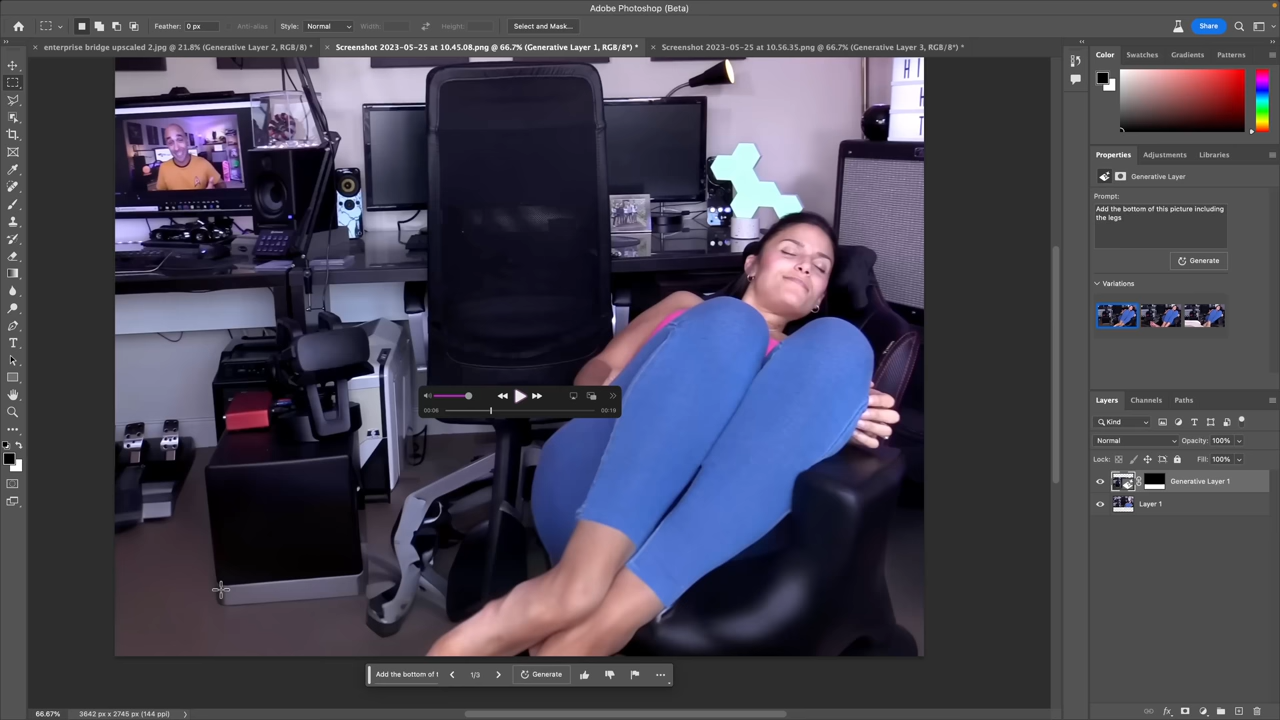 Adobe Photoshop (Beta)
Feather: 0 px
Anti-alias
Style: Normal
Width:
Height:
Select and Mask...
Share
enterprise bridge upscaled 2.jpg @ 21.8% (Generative Layer 2, RGB/8) *
Screenshot 2023-05-25 at 10.45.08.png @ 66.7% (Generative Layer 1, RGB/8*) *
Screenshot 2023-05-25 at 10.56.35.png @ 66.7% (Generative Layer 3, RGB/8*) *
Color
Swatches
Gradients
Patterns
H I
T
Properties
Adjustments
Libraries
Generative Layer
Prompt:
Add the bottom of this picture including
the legs
Generate
Variations
00:06
00:19
Layers
Channels
Paths
Kind
Normal
Opacity: 100%
Lock:
Fill: 100%
Generative Layer 1
Layer 1
Add the bottom of t
1/3
Generate
66.67%
3642 px x 2745 px (144 ppi)
fx